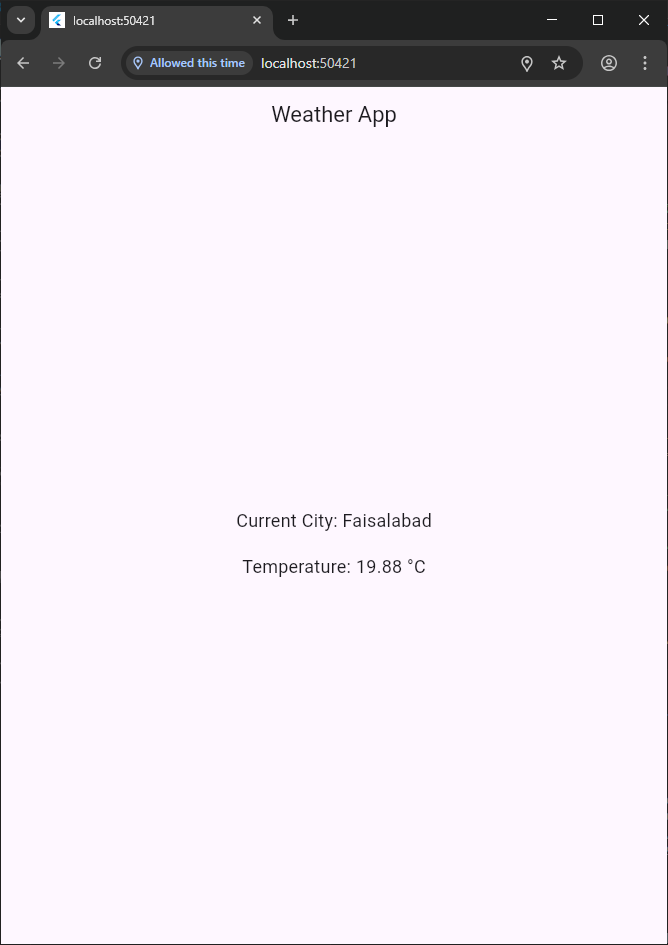 localhost:50421
Allowed this time
localhost:50421
Weather App
Current City: Faisalabad
Temperature: 19.88 °C